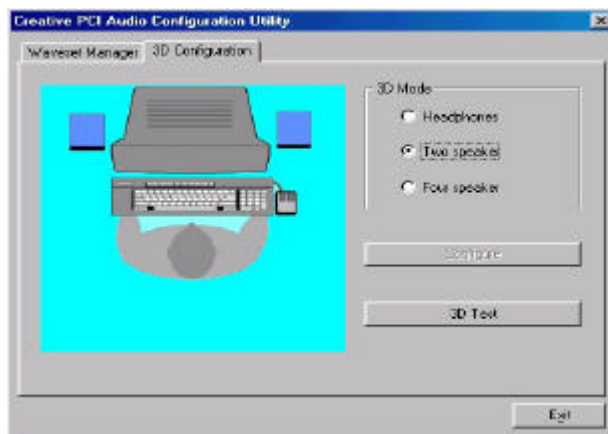 Creative PCI Audio Configuration Utility
Waveset Manager
3D Configuration
3D Mode
Headphones
Two speaker
Four speaker
Configure
3D Test
Exit